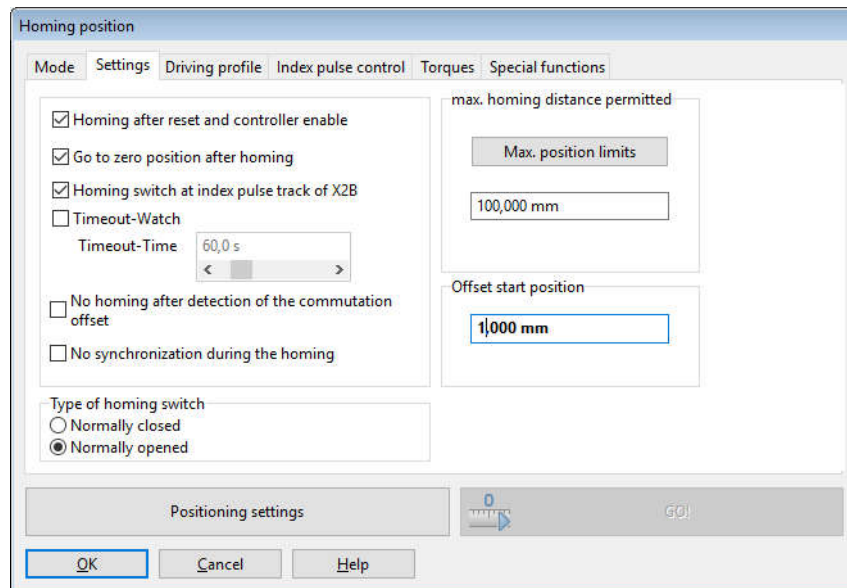 Homing position
Mode Settings Driving profile Index pulse control Torques Special functions
Homing after reset and controller enable
Go to zero position after homing
Homing switch at index pulse track of X2B
Timeout-Watch
Timeout-Time 60,0 s
No homing after detection of the commutation
offset
No synchronization during the homing
Type of homing switch
Normally closed
Normally opened
max. homing distance permitted
Max. position limits
100,000 mm
Offset start position
1,000 mm
Positioning settings
0
GO!
OK Cancel Help